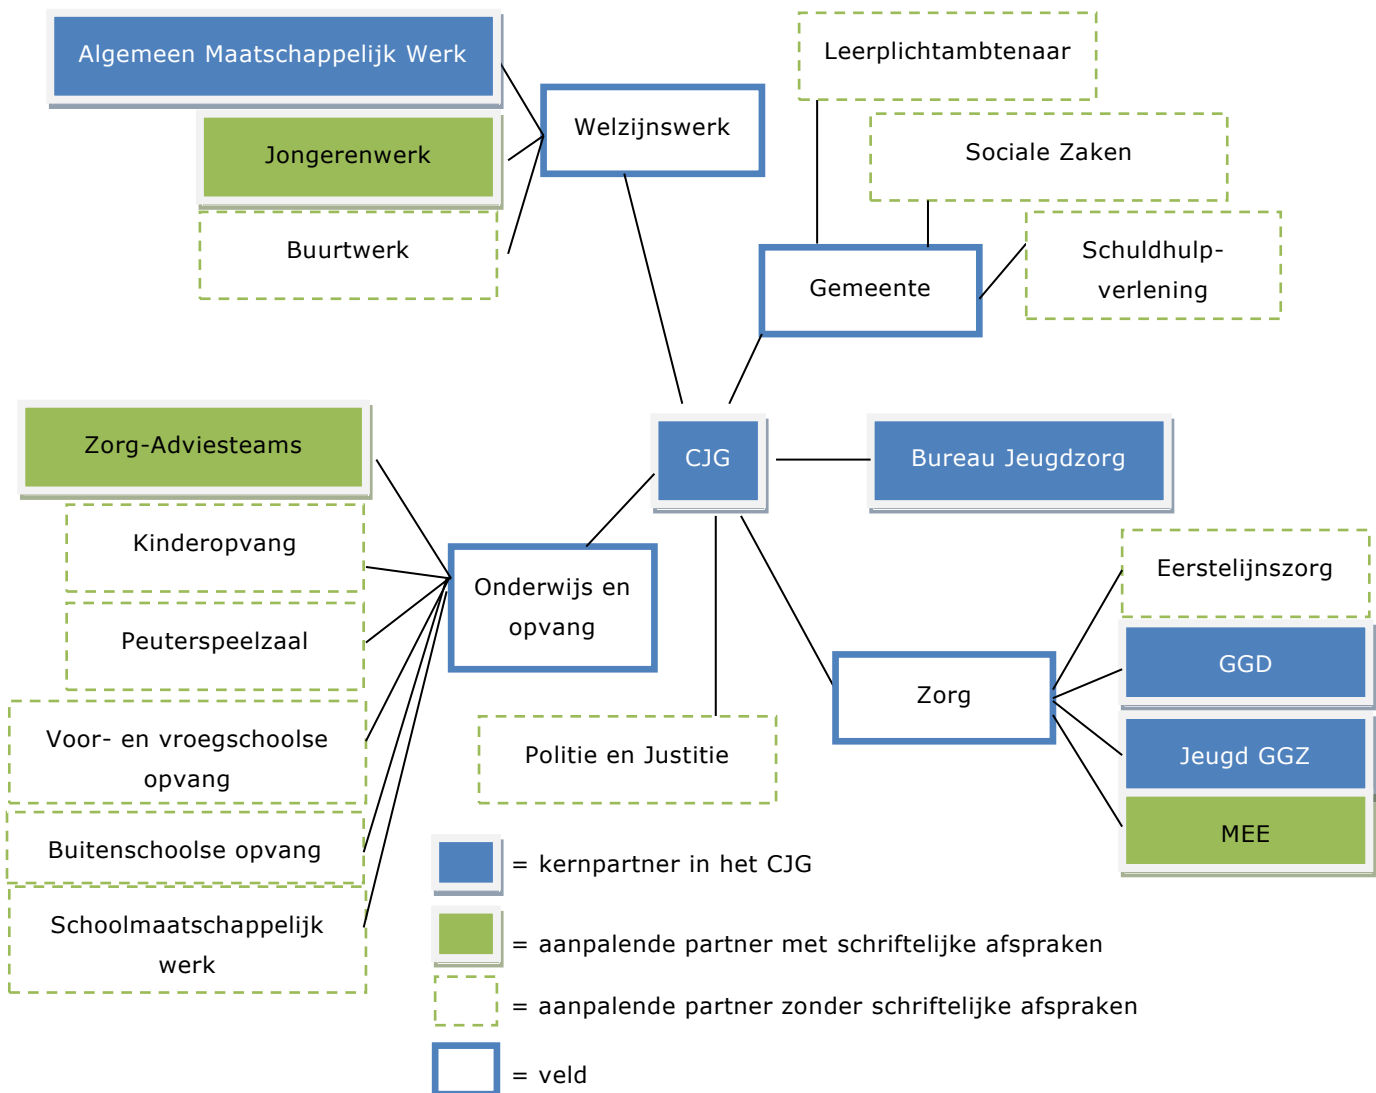 Algemeen Maatschappelijk Werk
Jongerenwerk
Buurtwerk
Welzijnswerk
Leerplichtambtenaar
Sociale Zaken
Schuldhulp-
verlening
Gemeente
CJG
Bureau Jeugdzorg
Zorg-Adviesteams
Kinderopvang
Peuterspeelzaal
Voor- en vroegschoolse
opvang
Buitenschoolse opvang
Schoolmaatschappelijk
werk
Onderwijs en
opvang
Politie en Justitie
Zorg
Eerstelijnszorg
GGD
Jeugd GGZ
MEE
= kernpartner in het CJG
= aanpalende partner met schriftelijke afspraken
= aanpalende partner zonder schriftelijke afspraken
= veld